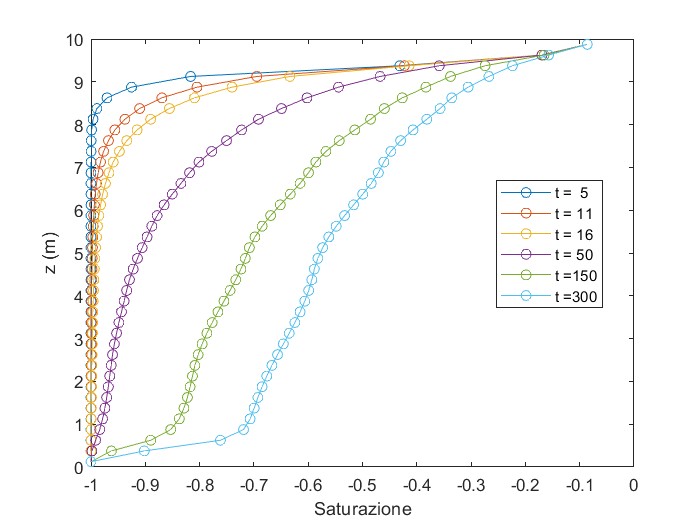 10
9
8
7
6
5
4
3
2
1
0
z (m)
-1 -0.9 -0.8 -0.7 -0.6 -0.5 -0.4 -0.3 -0.2 -0.1 0
Saturazione
t = 5
t = 11
t = 16
t = 50
t =150
t =300